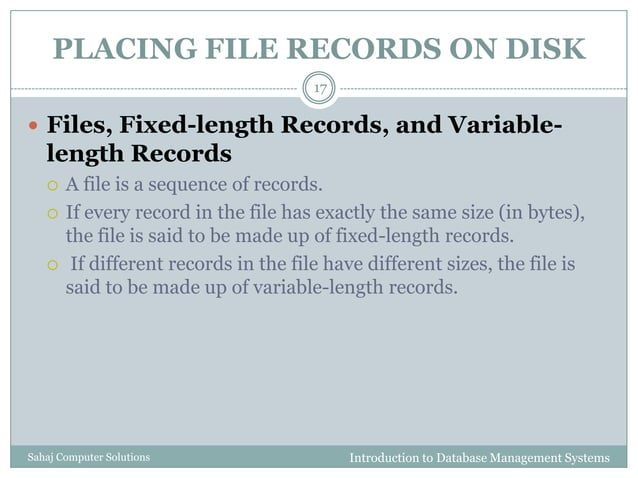 PLACING FILE RECORDS ON DISK
17
Files, Fixed-length Records, and Variable-
length Records
A file is a sequence of records.
If every record in the file has exactly the same size (in bytes),
the file is said to be made up of fixed-length records.
If different records in the file have different sizes, the file is
said to be made up of variable-length records.
Sahaj Computer Solutions
Introduction to Database Management Systems